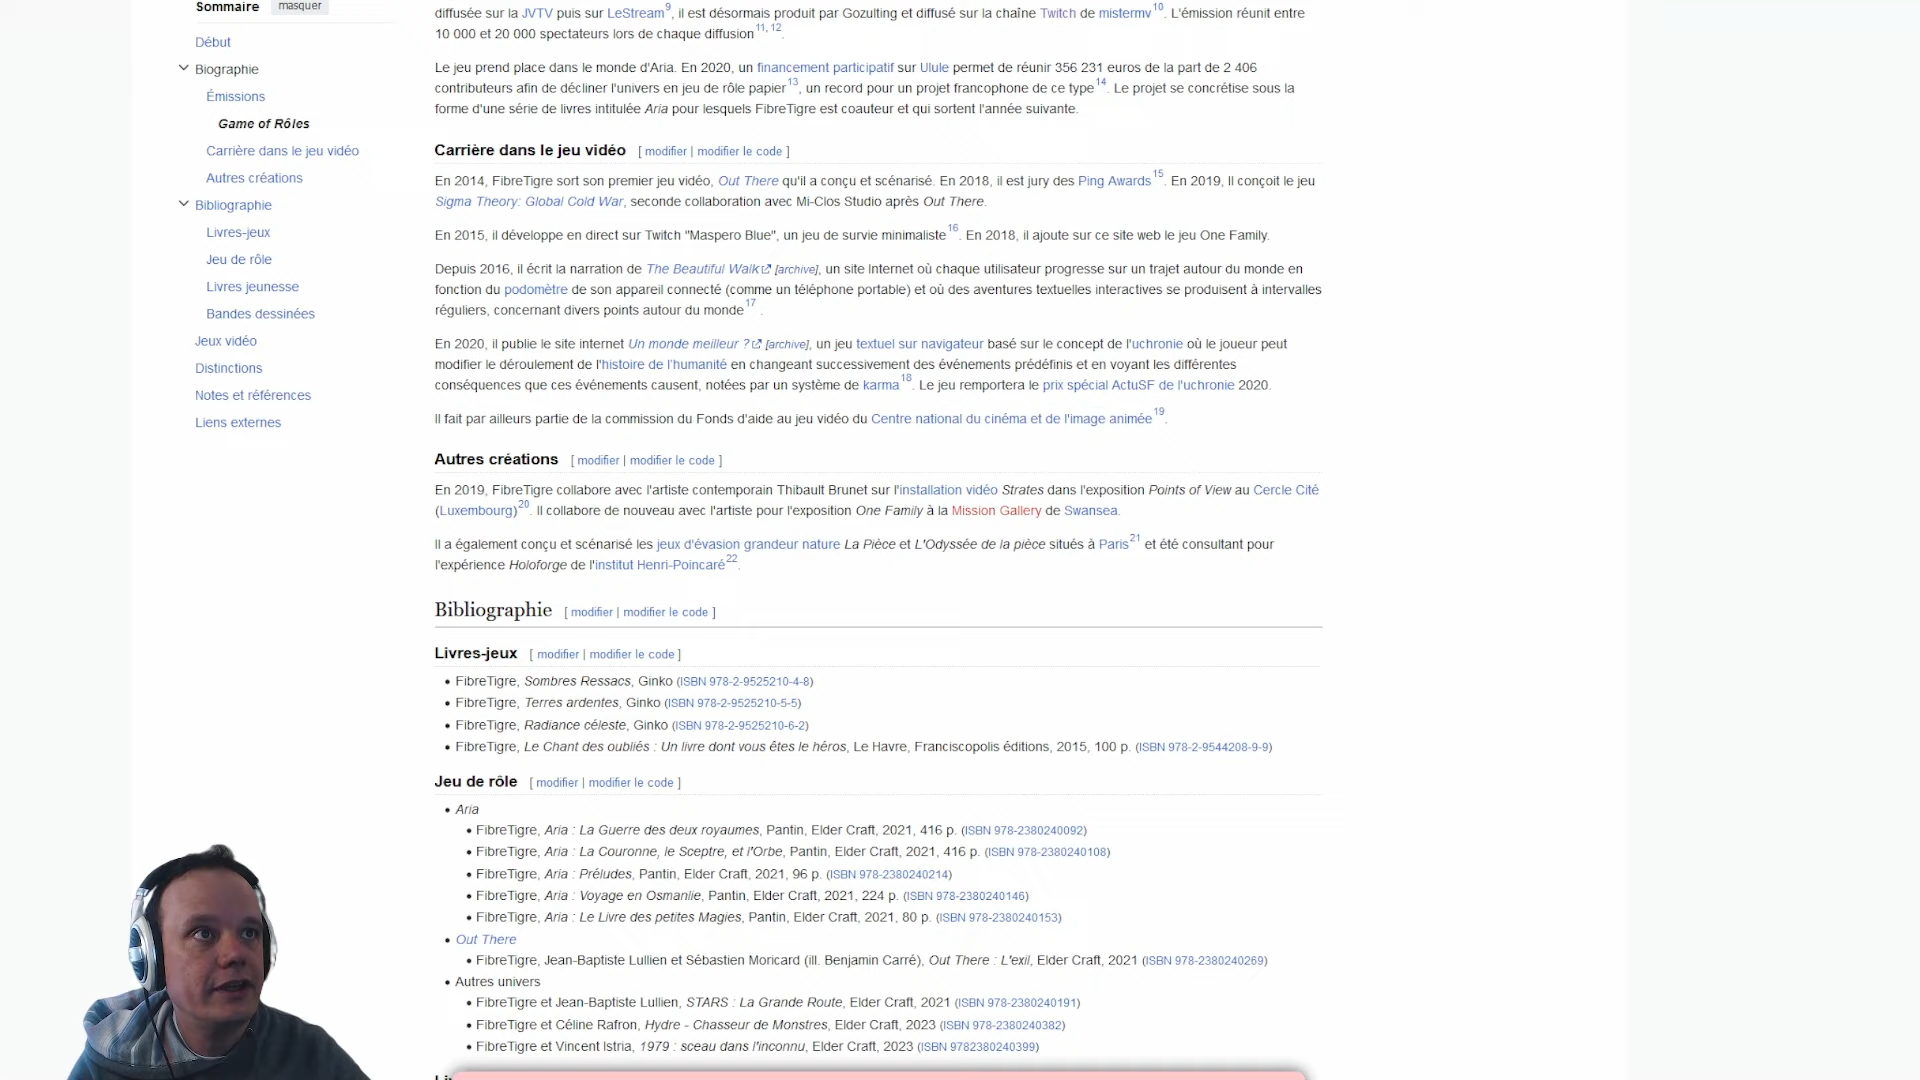 Sommaire masquer
Début
Biographie
Émissions
Game of Rôles
Carrière dans le jeu vidéo
Autres créations
Bibliographie
Livres-jeux
Jeu de rôle
Livres jeunesse
Bandes dessinées
Jeux vidéo
Distinctions
Notes et références
Liens externes
diffusée sur la JVTV puis sur LeStream9, il est désormais produit par Gozulting et diffusé sur la chaîne Twitch de mistermv10. L'émission réunit entre
10 000 et 20 000 spectateurs lors de chaque diffusion11, 12.
Le jeu prend place dans le monde d'Aria. En 2020, un financement participatif sur Ulule permet de réunir 356 231 euros de la part de 2 406
contributeurs afin de décliner l'univers en jeu de rôle papier13, un record pour un projet francophone de ce type14. Le projet se concrétise sous la
forme d'une série de livres intitulée Aria pour lesquels FibreTigre est coauteur et qui sortent l'année suivante.
Carrière dans le jeu vidéo [ modifier | modifier le code ]
En 2014, FibreTigre sort son premier jeu vidéo, Out There qu'il a conçu et scénarisé. En 2018, il est jury des Ping Awards15. En 2019, Il conçoit le jeu
Sigma Theory: Global Cold War, seconde collaboration avec Mi-Clos Studio après Out There.
En 2015, il développe en direct sur Twitch "Maspero Blue", un jeu de survie minimaliste16. En 2018, il ajoute sur ce site web le jeu One Family.
Depuis 2016, il écrit la narration de The Beautiful Walk [archive], un site Internet où chaque utilisateur progresse sur un trajet autour du monde en
fonction du podomètre de son appareil connecté (comme un téléphone portable) et où des aventures textuelles interactives se produisent à intervalles
réguliers, concernant divers points autour du monde17 .
En 2020, il publie le site internet Un monde meilleur ? [archive], un jeu textuel sur navigateur basé sur le concept de l'uchronie où le joueur peut
modifier le déroulement de l'histoire de l'humanité en changeant successivement des événements prédéfinis et en voyant les différentes
conséquences que ces événements causent, notées par un système de karma18. Le jeu remportera le prix spécial ActuSF de l'uchronie 2020.
Il fait par ailleurs partie de la commission du Fonds d'aide au jeu vidéo du Centre national du cinéma et de l'image animée19.
Autres créations [ modifier | modifier le code ]
En 2019, FibreTigre collabore avec l'artiste contemporain Thibault Brunet sur l'installation vidéo Strates dans l'exposition Points of View au Cercle Cité
(Luxembourg)20. Il collabore de nouveau avec l'artiste pour l'exposition One Family à la Mission Gallery de Swansea.
Il a également conçu et scénarisé les jeux d'évasion grandeur nature La Pièce et L'Odyssée de la pièce situés à Paris21 et été consultant pour
l'expérience Holoforge de l'institut Henri-Poincaré22.
Bibliographie [ modifier | modifier le code ]
Livres-jeux [ modifier | modifier le code ]
• FibreTigre, Sombres Ressacs, Ginko (ISBN 978-2-9525210-4-8)
• FibreTigre, Terres ardentes, Ginko (ISBN 978-2-9525210-5-5)
• FibreTigre, Radiance céleste, Ginko (ISBN 978-2-9525210-6-2)
• FibreTigre, Le Chant des oubliés : Un livre dont vous êtes le héros, Le Havre, Franciscopolis éditions, 2015, 100 p. (ISBN 978-2-9544208-9-9)
Jeu de rôle [ modifier | modifier le code ]
• Aria
• FibreTigre, Aria : La Guerre des deux royaumes, Pantin, Elder Craft, 2021, 416 p. (ISBN 978-2380240092)
• FibreTigre, Aria : La Couronne, le Sceptre, et l'Orbe, Pantin, Elder Craft, 2021, 416 p. (ISBN 978-2380240108)
• FibreTigre, Aria : Préludes, Pantin, Elder Craft, 2021, 96 p. (ISBN 978-2380240214)
• FibreTigre, Aria : Voyage en Osmanlie, Pantin, Elder Craft, 2021, 224 p. (ISBN 978-2380240146)
• FibreTigre, Aria : Le Livre des petites Magies, Pantin, Elder Craft, 2021, 80 p. (ISBN 978-2380240153)
• Out There
• FibreTigre, Jean-Baptiste Lullien et Sébastien Moricard (ill. Benjamin Carré), Out There : L'exil, Elder Craft, 2021 (ISBN 978-2380240269)
• Autres univers
• FibreTigre et Jean-Baptiste Lullien, STARS : La Grande Route, Elder Craft, 2021 (ISBN 978-2380240191)
• FibreTigre et Céline Rafron, Hydre - Chasseur de Monstres, Elder Craft, 2023 (ISBN 978-2380240382)
• FibreTigre et Vincent Istria, 1979 : sceau dans l'inconnu, Elder Craft, 2023 (ISBN 9782380240399)